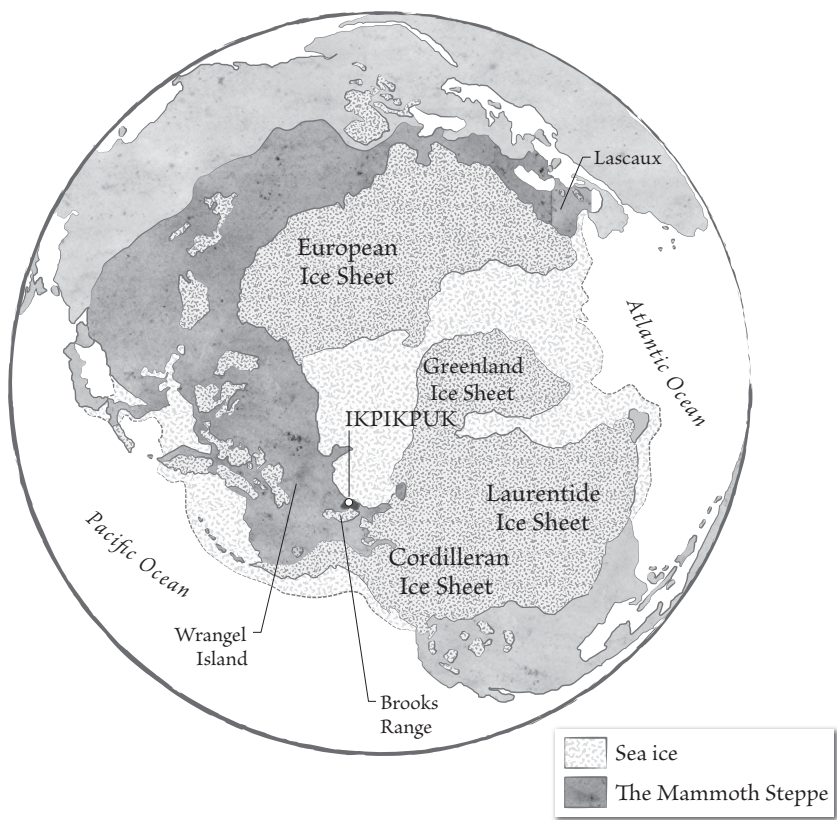 Lascaux
European
Ice Sheet
Atlantic Ocean
Greenland
Ice Sheet
IKPIKPUK
Laurentide
Ice Sheet
Pacific Ocean
Cordilleran
Ice Sheet
Wrangel
Island
Brooks
Range
Sea ice
The Mammoth Steppe